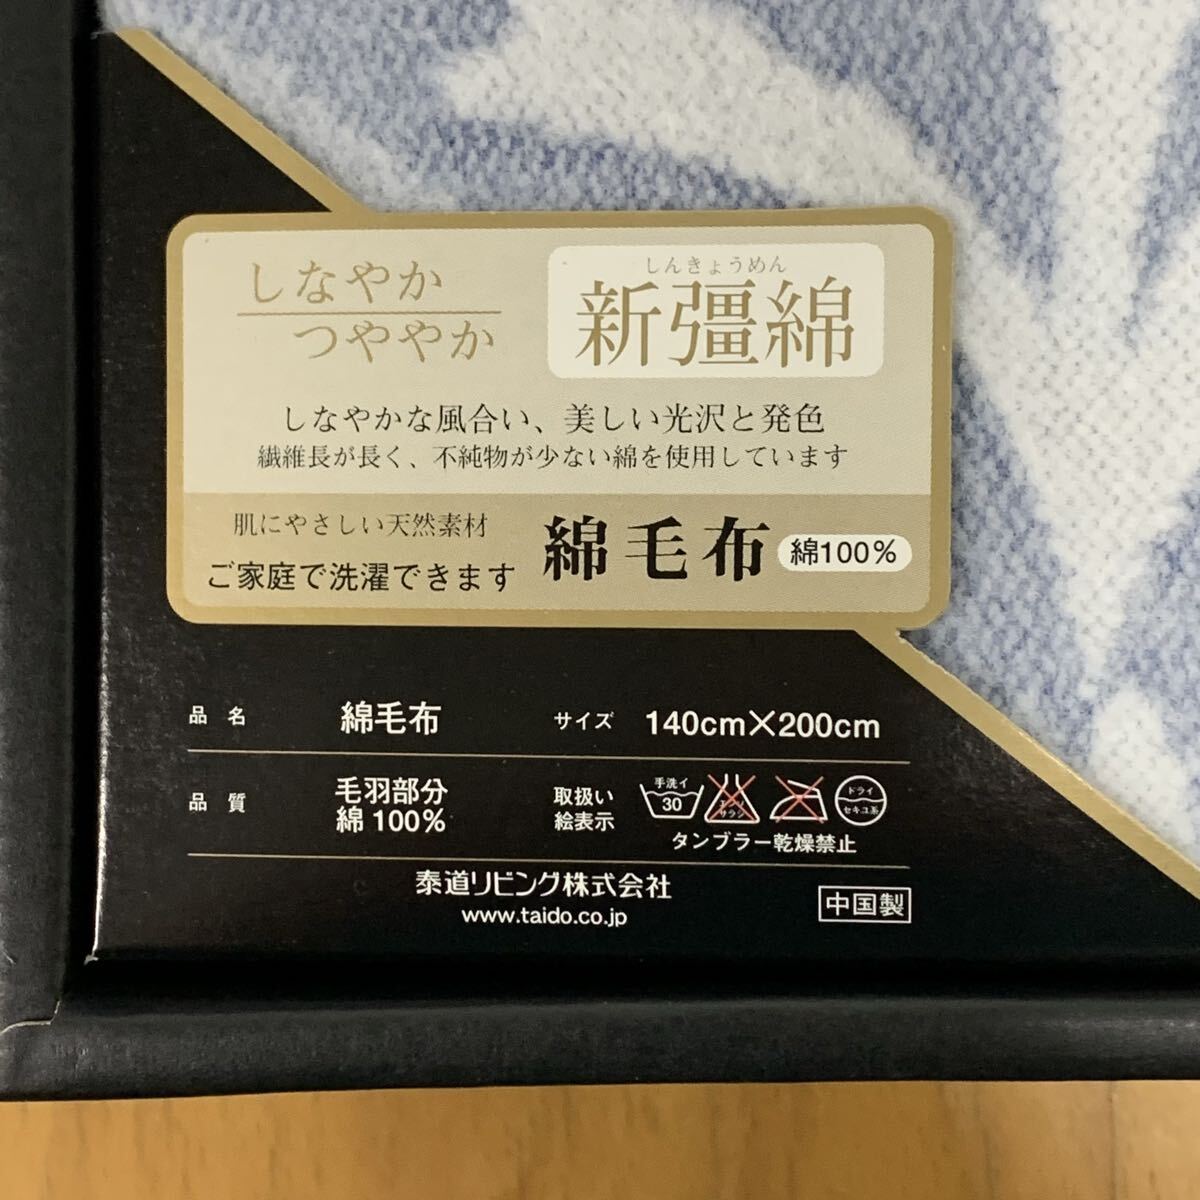 しなやか
つややか
しんきょうめん
新彊綿
しなやかな風合い、美しい光沢と発色
繊維長が長く、不純物が少ない綿を使用しています
肌にやさしい天然素材
ご家庭で洗濯できます
綿毛布 綿100%
品名 綿毛布 サイズ 140cm×200cm
品質 毛羽部分
綿100%
取扱い
絵表示
手洗イ
30
エンソ
サラシ
ドライ
セキユ系
タンブラー乾燥禁止
泰道リビング株式会社
www.taido.co.jp
中国製